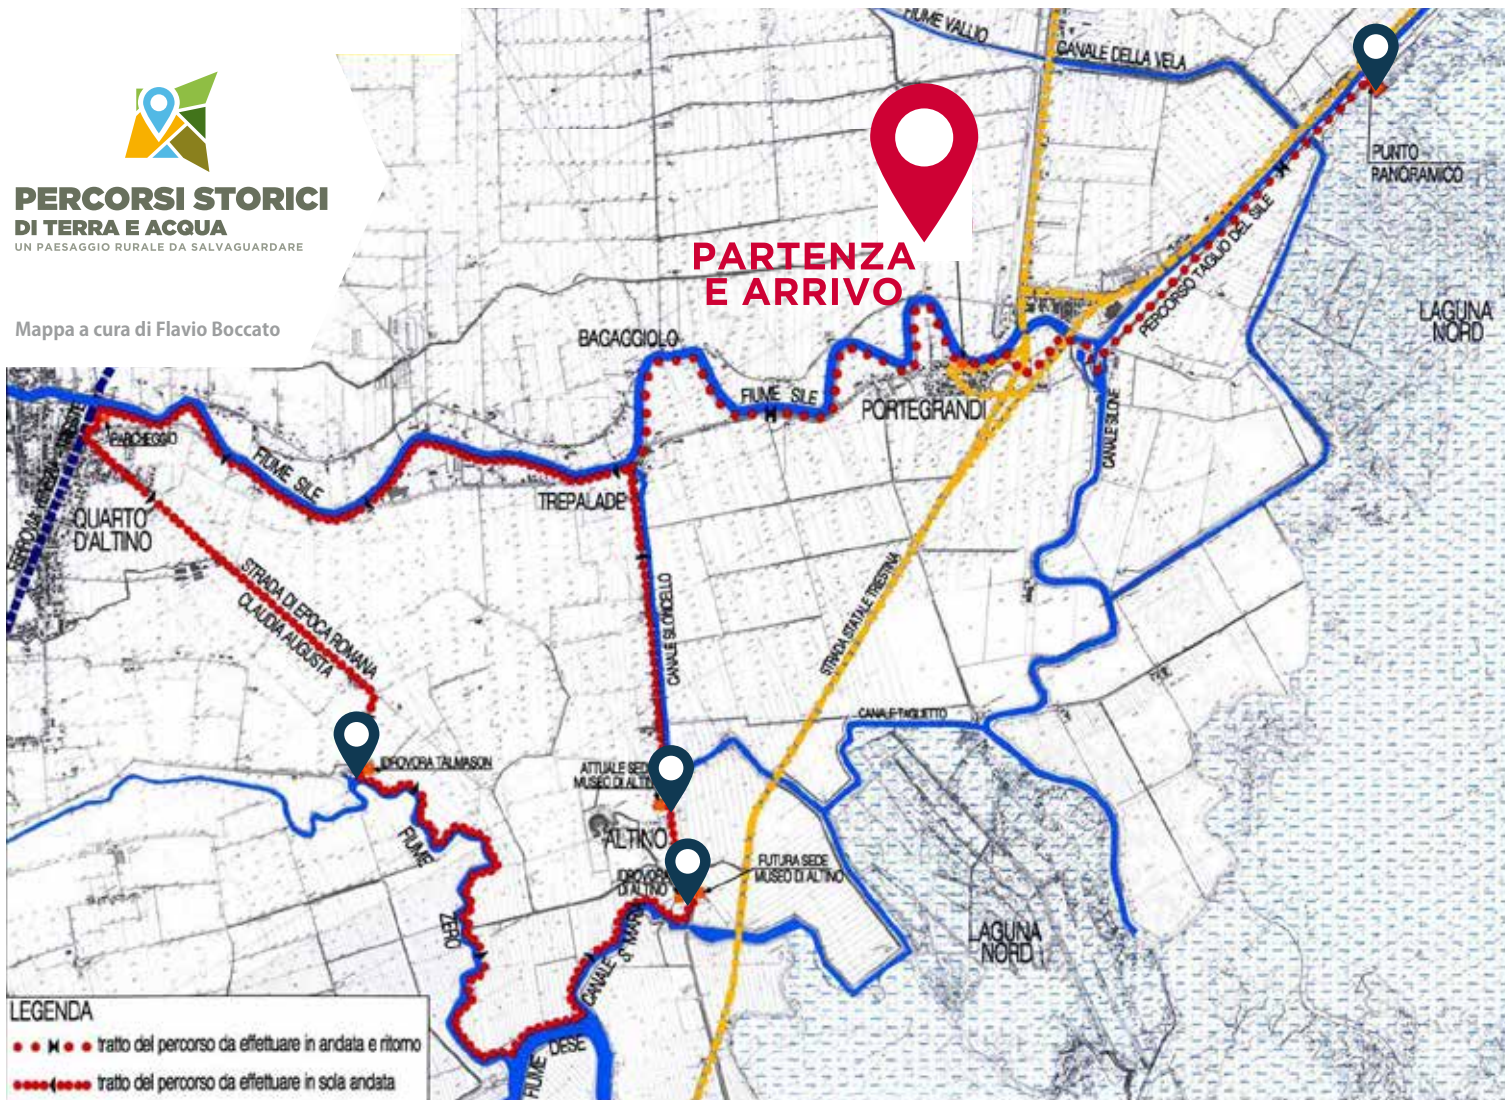 PERCORSI STORICI
DI TERRA E ACQUA
UN PAESAGGIO RURALE DA SALVAGUARDARE
Mappa a cura di Flavio Boccato
FIUME VALLIO
CANALE DELLA VELA
PUNTO
PANORAMICO
PARTENZA
E ARRIVO
PERCORSO TAGLIO DEL SILE
LAGUNA
NORD
BAGAGGIOLO
FIUME SILE
PORTEGRANDI
CANALE SILONE
PARCHEGGIO
FIUME SILE
TREPALADE
QUARTO
D'ALTINO
STRADA DI EPOCA ROMANA
CLAUDIA AUGUSTA
CANALE SILONCELLO
STRADA STATALE TRIESTINA
CANALE TAGLIETTO
IDROVORA TALMASON
ATTUALE SEDE
MUSEO DI ALTINO
ALTINO
FUTURA SEDE
MUSEO DI ALTINO
IDROVORA
DI ALTINO
FIUME
ZERO
CANALE S. MARIA
FIUME DESE
LAGUNA
NORD
LEGENDA
tratto del percorso da effettuare in andata e ritorno
tratto del percorso da effettuare in sola andata